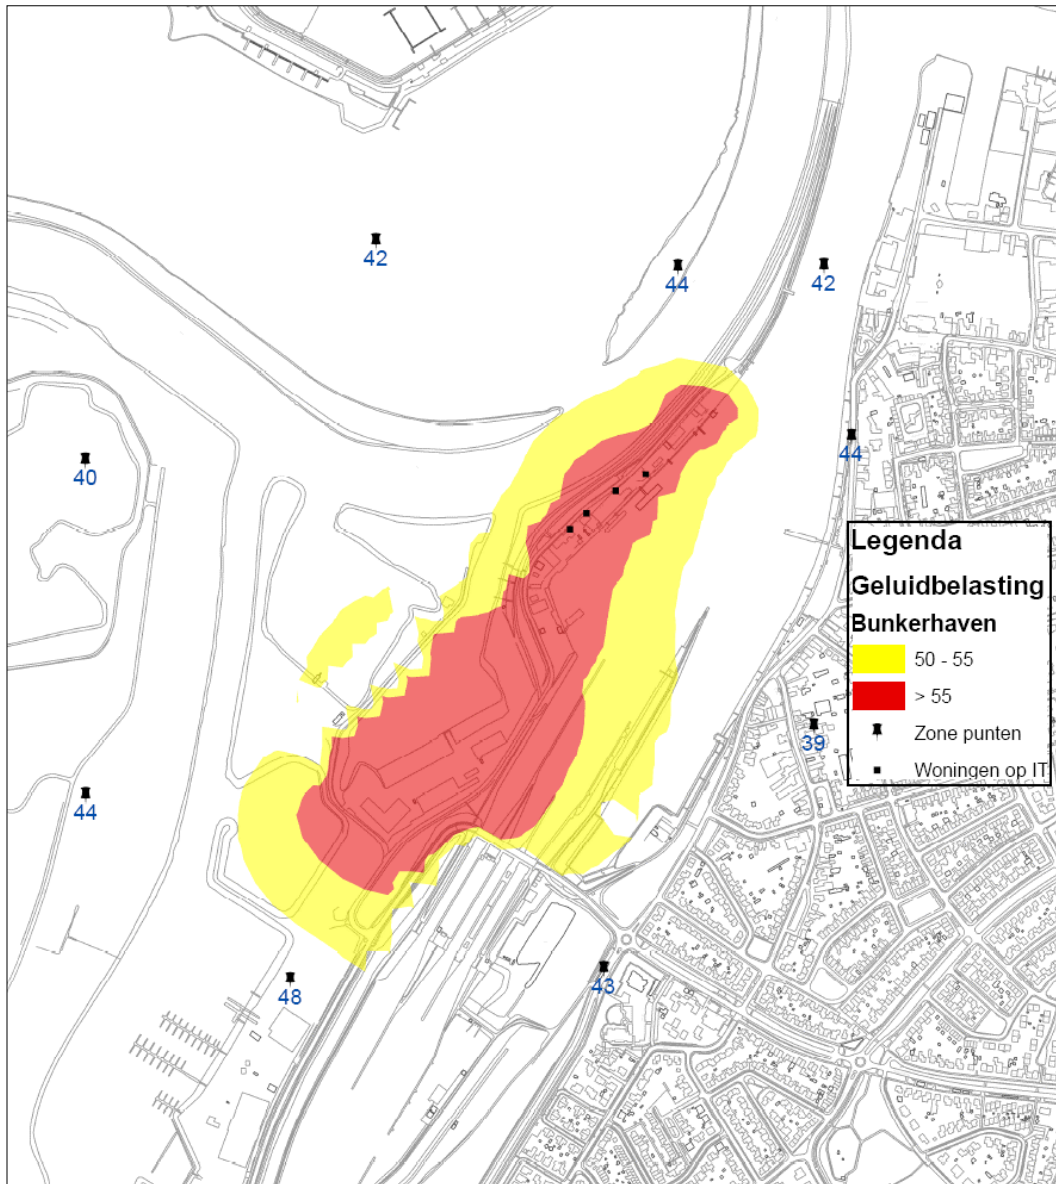 42
44
42
44
40
Legenda
Geluidbelasting
Bunkerhaven
50 - 55
> 55
Zone punten
Woningen op IT
39
44
48
43